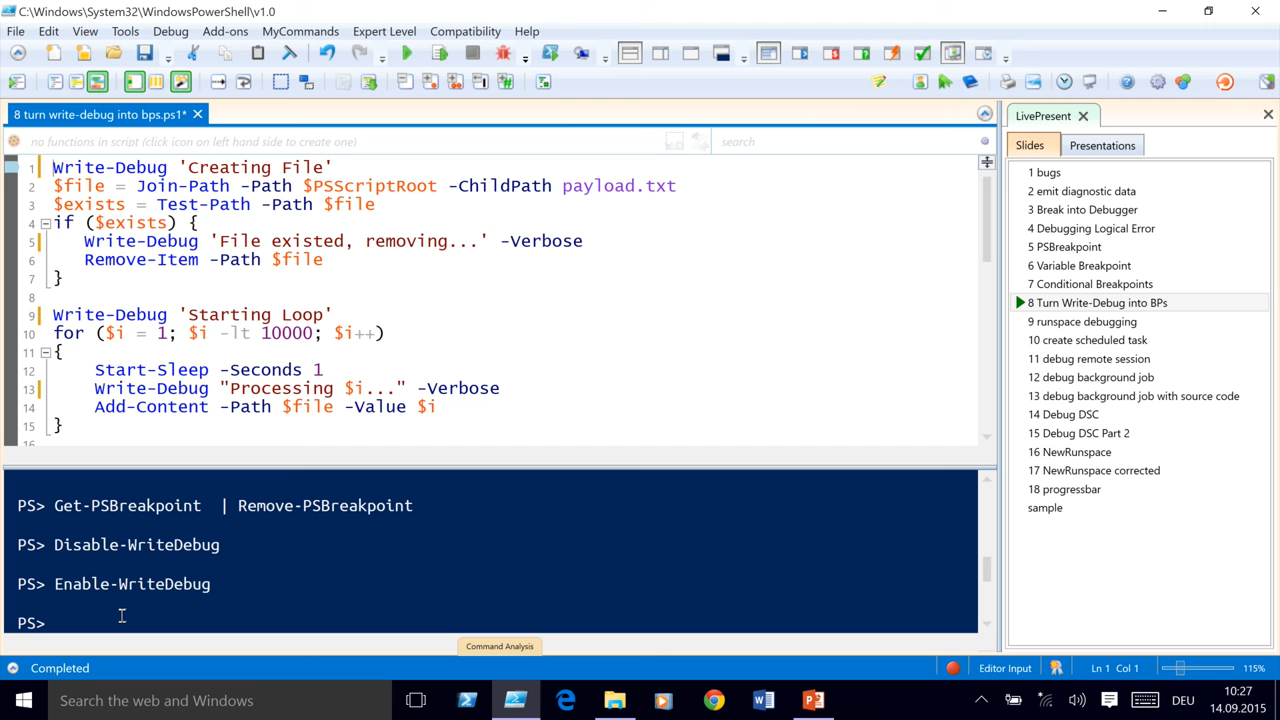 C:\Windows\System32\WindowsPowerShell\v1.0
File Edit View Tools Debug Add-ons MyCommands Expert Level Compatibility Help
8 turn write-debug into bps.ps1*
no functions in script (click icon on left hand side to create one)
search
1 Write-Debug 'Creating File'
2 $file = Join-Path -Path $PSScriptRoot -ChildPath payload.txt
3 $exists = Test-Path -Path $file
4 if ($exists) {
5 Write-Debug 'File existed, removing...' -Verbose
6 Remove-Item -Path $file
7 }
8
9 Write-Debug 'Starting Loop'
10 for ($i = 1; $i -lt 10000; $i++)
11 {
12 Start-Sleep -Seconds 1
13 Write-Debug "Processing $i..." -Verbose
14 Add-Content -Path $file -Value $i
15 }
16
PS> Get-PSBreakpoint | Remove-PSBreakpoint
PS> Disable-WriteDebug
PS> Enable-WriteDebug
PS>
Command Analysis
LivePresent
Slides Presentations
1 bugs
2 emit diagnostic data
3 Break into Debugger
4 Debugging Logical Error
5 PSBreakpoint
6 Variable Breakpoint
7 Conditional Breakpoints
8 Turn Write-Debug into BPs
9 runspace debugging
10 create scheduled task
11 debug remote session
12 debug background job
13 debug background job with source code
14 Debug DSC
15 Debug DSC Part 2
16 NewRunspace
17 NewRunspace corrected
18 progressbar
sample
Completed
Editor Input
Ln 1 Col 1
115%
Search the web and Windows
DEU
10:27
14.09.2015